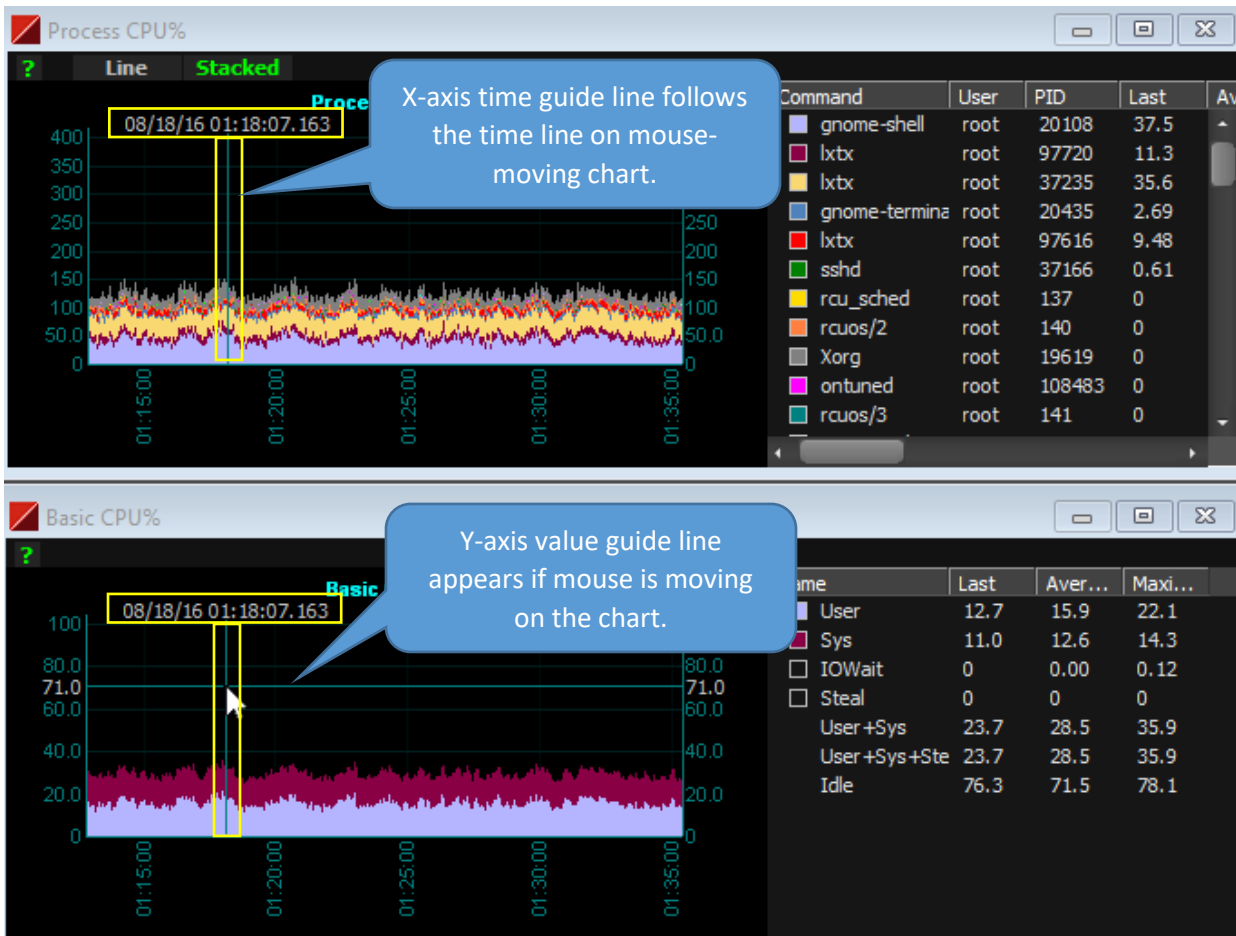 Process CPU%
? Line Stacked
Proce
08/18/16 01:18:07.163
X-axis time guide line follows
the time line on mouse-
moving chart.
400
350
300
250 250
200 200
150 150
100 100
50.0 50.0
0 0
01:15:00 01:20:00 01:25:00 01:30:00 01:35:00
Command User PID Last Av
gnome-shell root 20108 37.5
lxtx root 97720 11.3
lxtx root 37235 35.6
gnome-termina root 20435 2.69
lxtx root 97616 9.48
sshd root 37166 0.61
rcu_sched root 137 0
rcuos/2 root 140 0
Xorg root 19619 0
ontuned root 108483 0
rcuos/3 root 141 0
Basic CPU%
?
Basic
08/18/16 01:18:07.163
Y-axis value guide line
appears if mouse is moving
on the chart.
100
80.0 80.0
71.0 71.0
60.0 60.0
40.0 40.0
20.0 20.0
0 0
01:15:00 01:20:00 01:25:00 01:30:00 01:35:00
ame Last Aver... Maxi...
User 12.7 15.9 22.1
Sys 11.0 12.6 14.3
IOWait 0 0.00 0.12
Steal 0 0 0
User+Sys 23.7 28.5 35.9
User+Sys+Ste 23.7 28.5 35.9
Idle 76.3 71.5 78.1